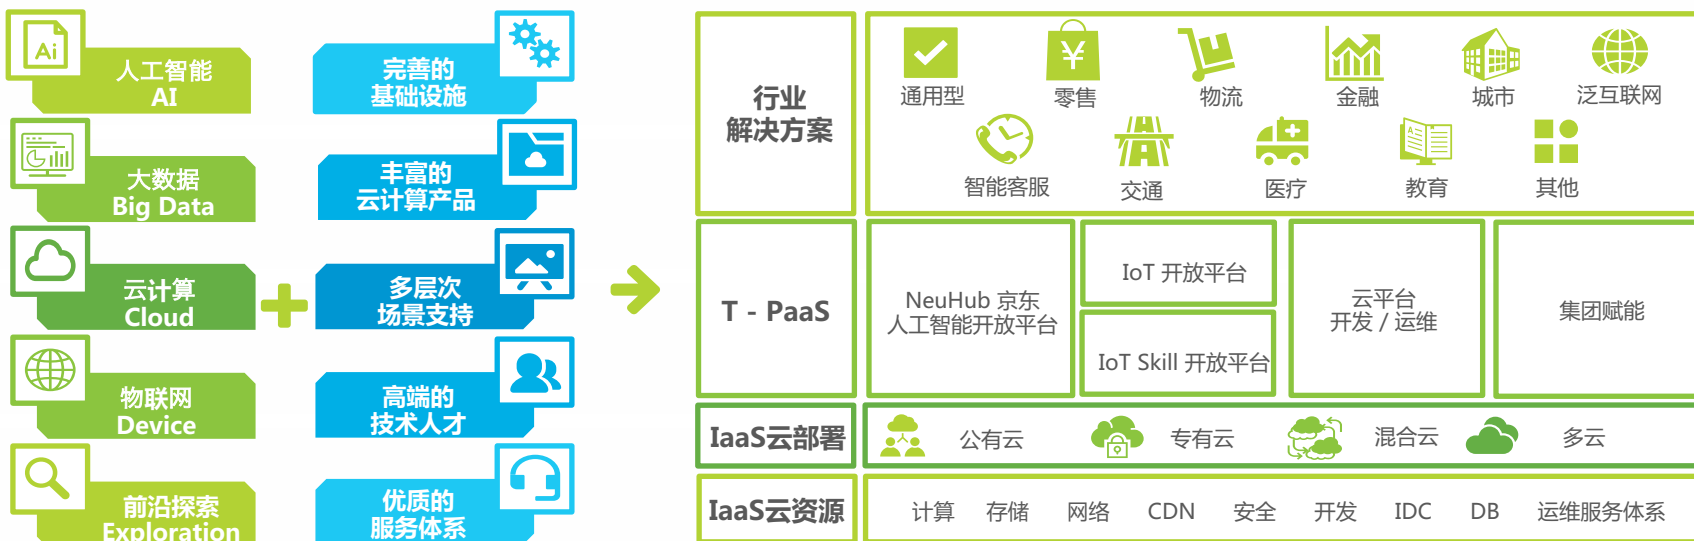 Ai
人工智能
AI
大数据
Big Data
云计算
Cloud
物联网
Device
前沿探索
Exploration
完善的
基础设施
丰富的
云计算产品
多层次
场景支持
高端的
技术人才
优质的
服务体系
行业
解决方案
¥
通用型 零售 物流 金融 城市 泛互联网
智能客服 交通 医疗 教育 其他
T - PaaS
NeuHub 京东
人工智能开放平台
IoT 开放平台
IoT Skill 开放平台
云平台
开发 / 运维
集团赋能
IaaS云部署
公有云 专有云 混合云 多云
IaaS云资源
计算 存储 网络 CDN 安全 开发 IDC DB 运维服务体系